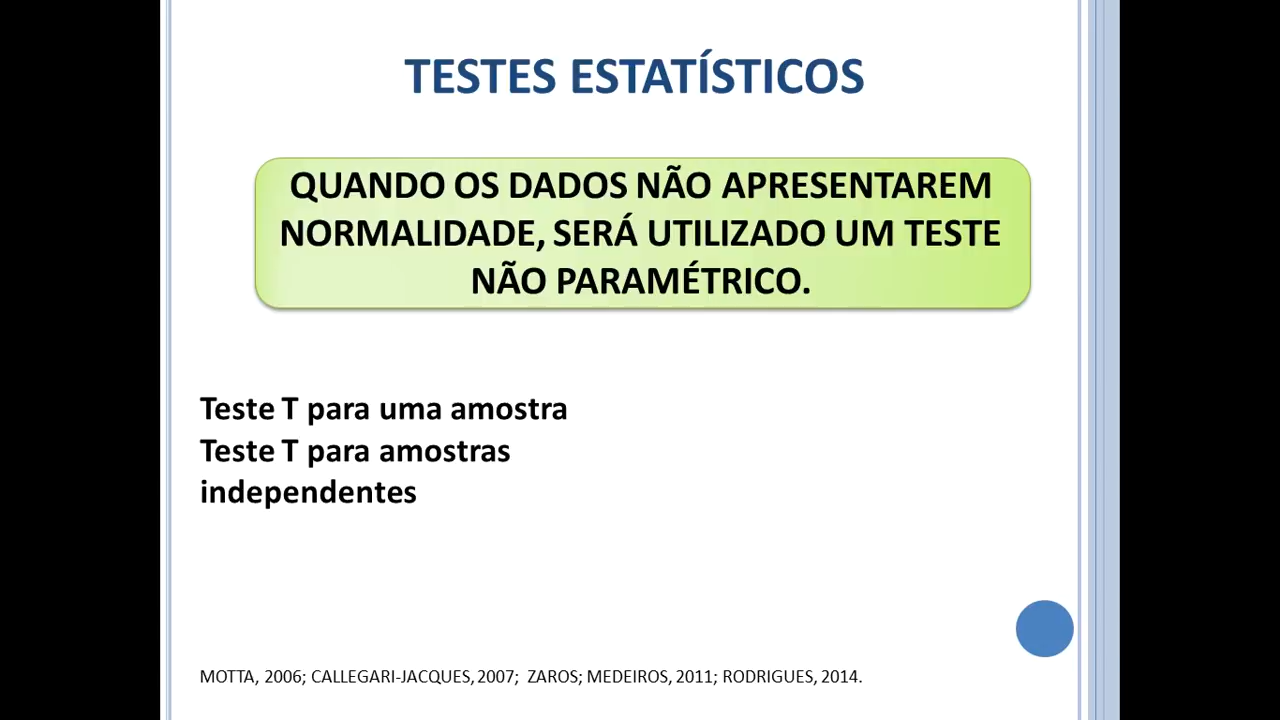 TESTES ESTATÍSTICOS
QUANDO OS DADOS NÃO APRESENTAREM
NORMALIDADE, SERÁ UTILIZADO UM TESTE
NÃO PARAMÉTRICO.
Teste T para uma amostra
Teste T para amostras
independentes
MOTTA, 2006; CALLEGARI-JACQUES, 2007; ZAROS; MEDEIROS, 2011; RODRIGUES, 2014.